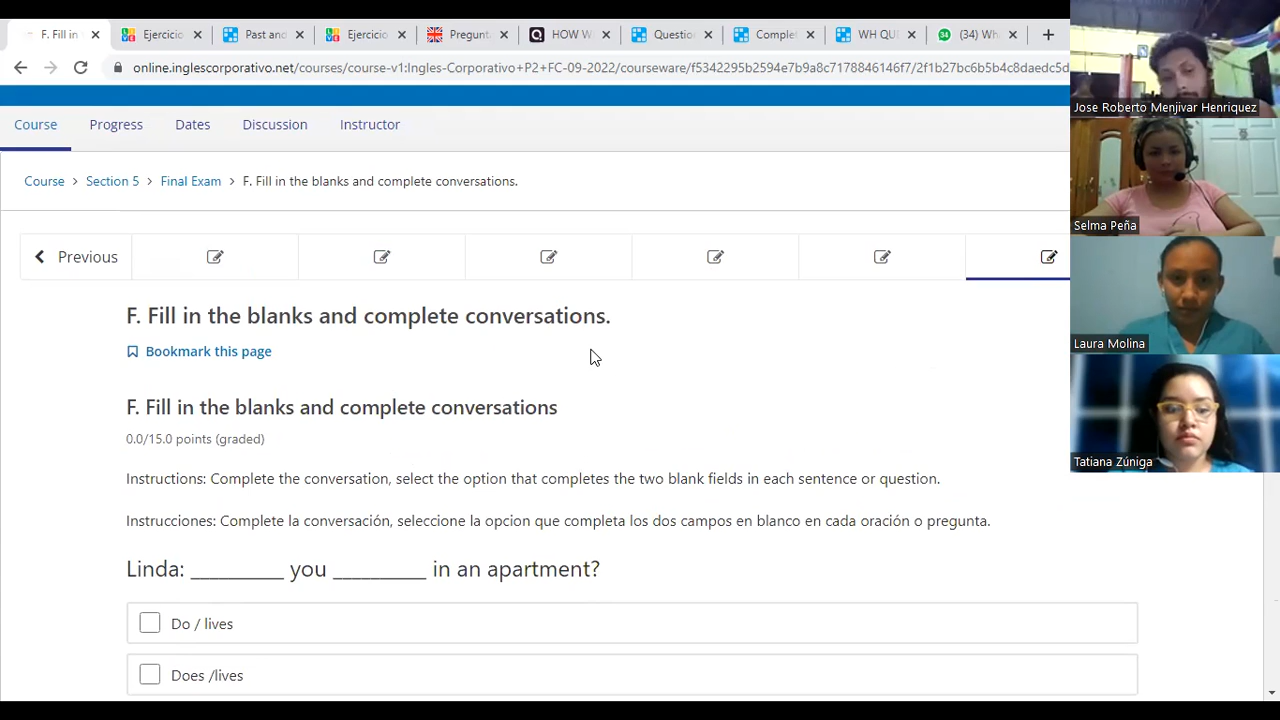 F. Fill in
Ejercicio
Past and
Ejercic
Pregunt
HOW W
Questio
Complet
WH QU
(34) Wh
online.inglescorporativo.net/courses/course-v1:Ingles-Corporativo+P2+FC-09-2022/courseware/f5342295b2594e7b9a8c7178846146f7/2f1b27bc6b5b4c8daedc5d
Course
Progress
Dates
Discussion
Instructor
Course > Section 5 > Final Exam > F. Fill in the blanks and complete conversations.
Previous
F. Fill in the blanks and complete conversations.
Bookmark this page
F. Fill in the blanks and complete conversations
0.0/15.0 points (graded)
Instructions: Complete the conversation, select the option that completes the two blank fields in each sentence or question.
Instrucciones: Complete la conversación, seleccione la opcion que completa los dos campos en blanco en cada oración o pregunta.
Linda: _________ you _________ in an apartment?
Do / lives
Does /lives
Jose Roberto Menjivar Henriquez
Selma Peña
Laura Molina
Tatiana Zúniga